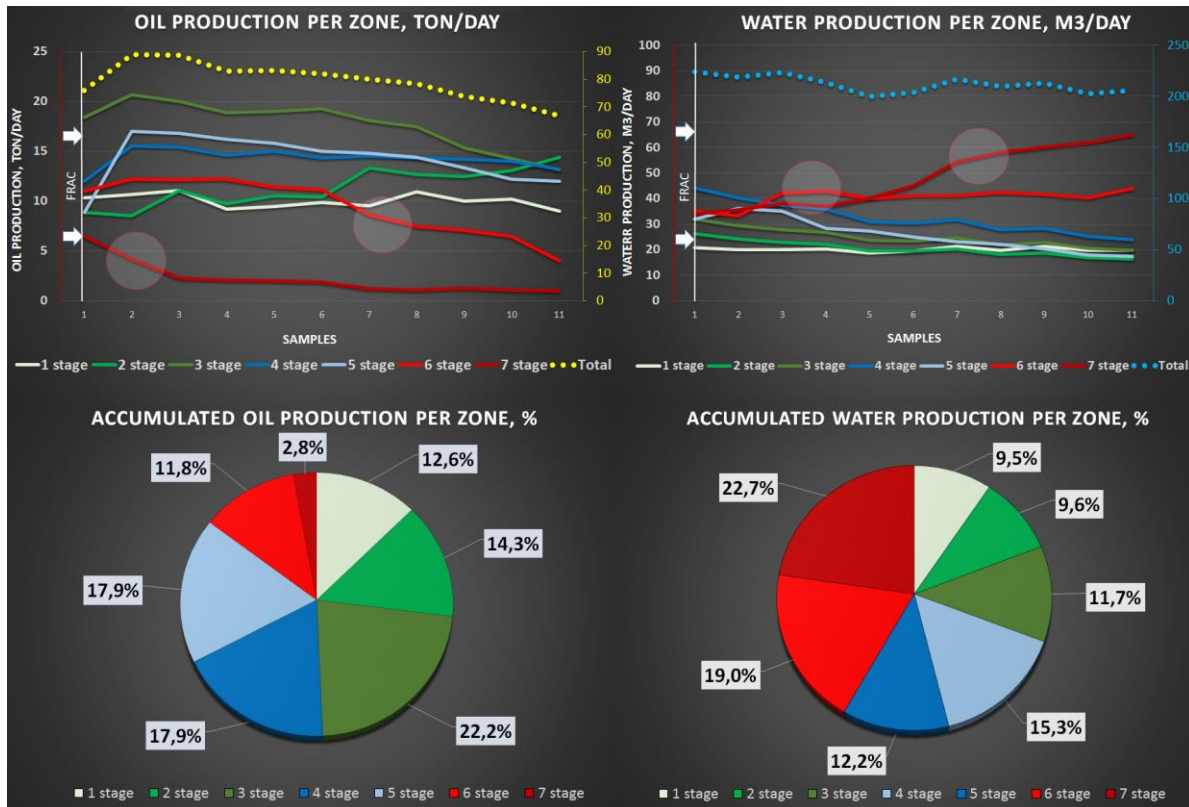 OIL PRODUCTION PER ZONE, TON/DAY
OIL PRODUCTION, TON/DAY
25
20
15
10
5
0
FRAC
90
80
70
60
50
40
30
20
10
0
1 2 3 4 5 6 7 8 9 10 11
SAMPLES
1 stage 2 stage 3 stage 4 stage 5 stage 6 stage 7 stage Total
WATER PRODUCTION PER ZONE, M3/DAY
WATERR PRODUCTION, M3/DAY
100
90
80
70
60
50
40
30
20
10
0
FRAC
250
200
150
100
50
0
1 2 3 4 5 6 7 8 9 10 11
SAMPLES
1 stage 2 stage 3 stage 4 stage 5 stage 6 stage 7 stage Total
ACCUMULATED OIL PRODUCTION PER ZONE, %
2,8%
11,8%
12,6%
14,3%
17,9%
17,9%
22,2%
1 stage 2 stage 3 stage 4 stage 5 stage 6 stage 7 stage
ACCUMULATED WATER PRODUCTION PER ZONE, %
9,5%
22,7%
9,6%
11,7%
19,0%
15,3%
12,2%
1 stage 2 stage 3 stage 4 stage 5 stage 6 stage 7 stage